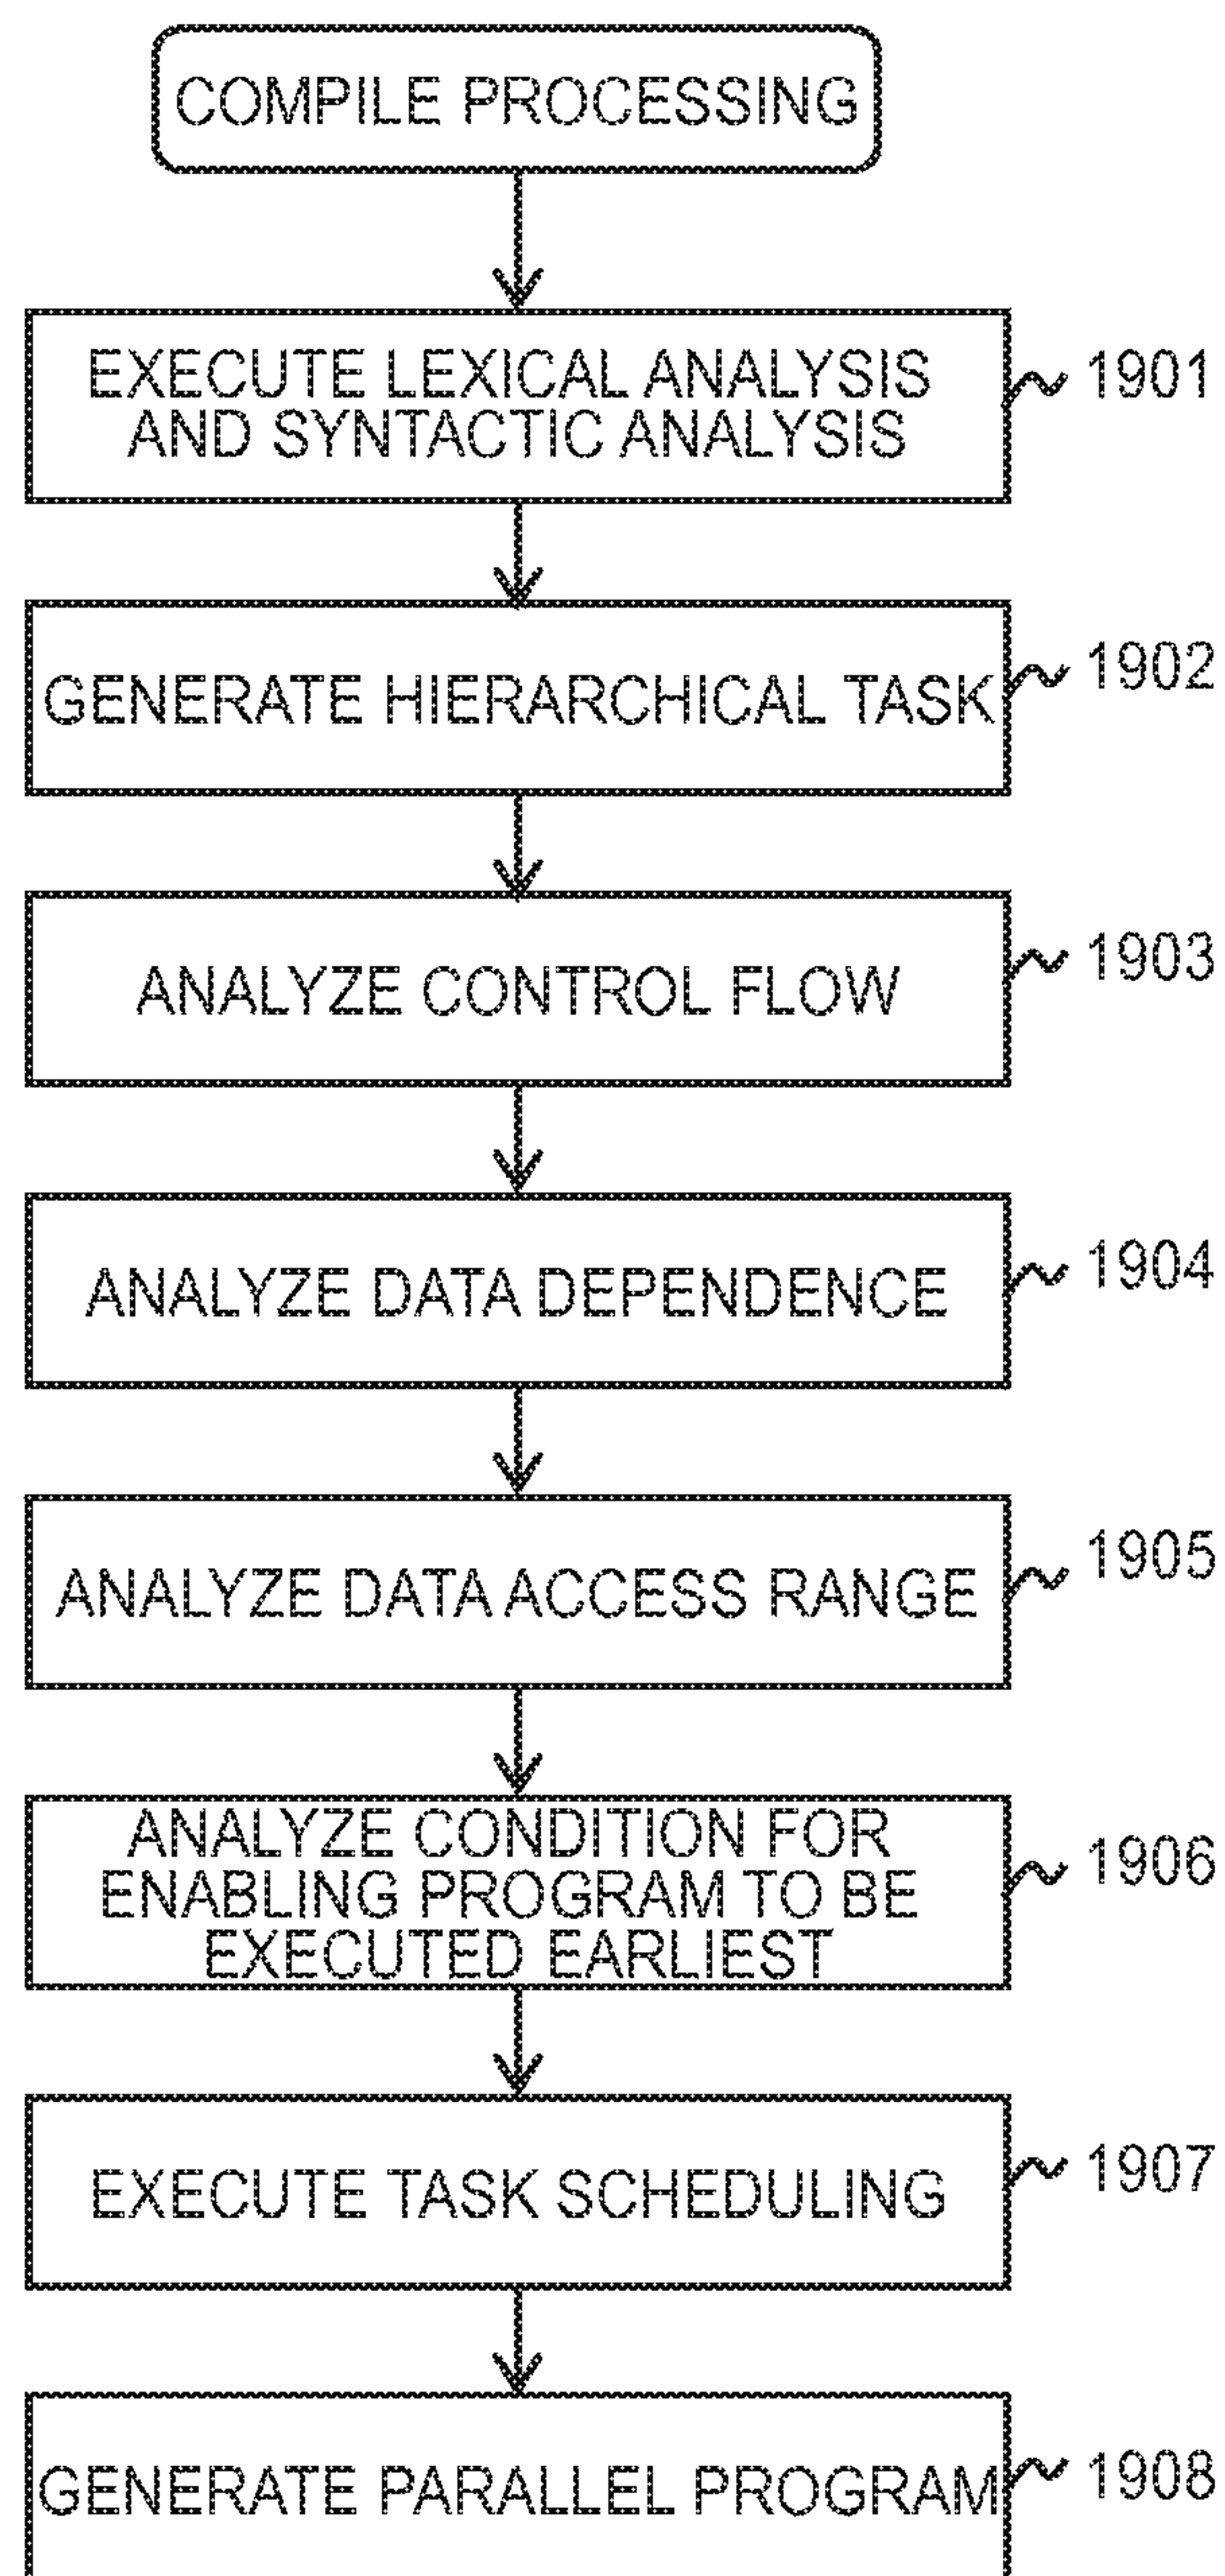 COMPILE PROCESSING
EXECUTE LEXICAL ANALYSIS
AND SYNTACTIC ANALYSIS
1901
GENERATE HIERARCHICAL TASK
1902
ANALYZE CONTROL FLOW
1903
ANALYZE DATA DEPENDENCE
1904
ANALYZE DATA ACCESS RANGE
1905
ANALYZE CONDITION FOR
ENABLING PROGRAM TO BE
EXECUTED EARLIEST
1906
EXECUTE TASK SCHEDULING
1907
GENERATE PARALLEL PROGRAM
1908